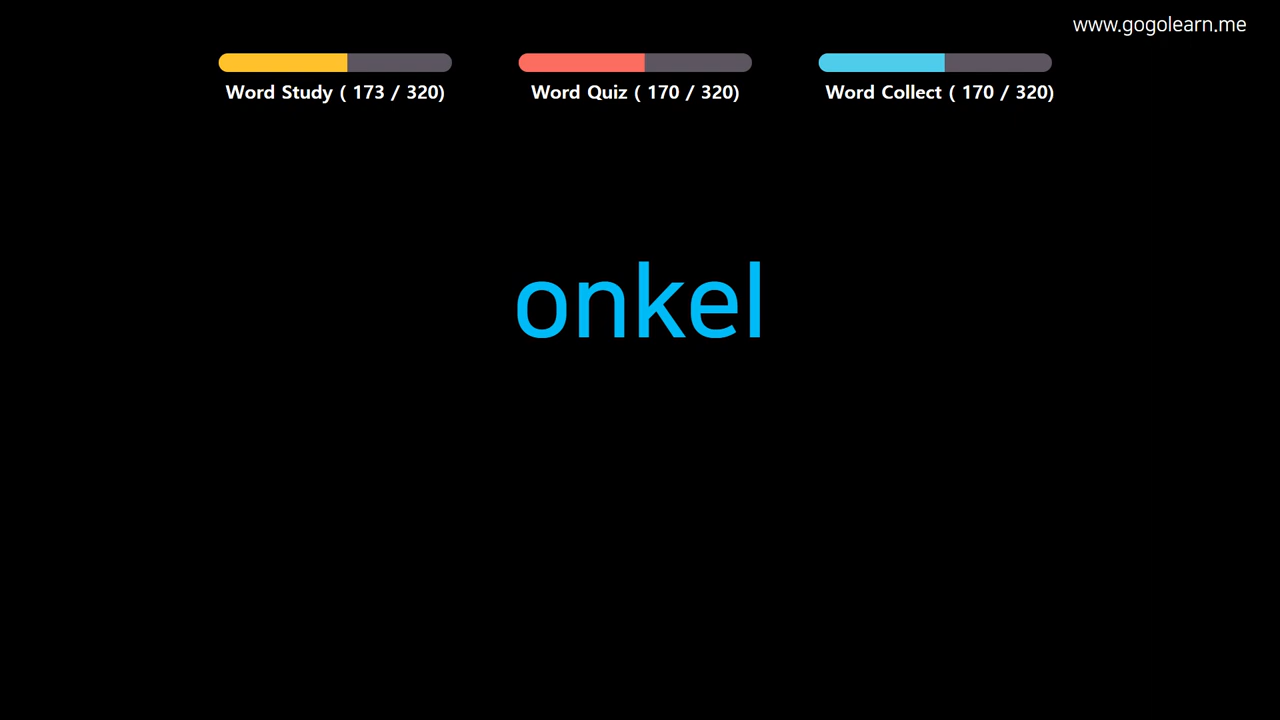 www.gogolearn.me
Word Study ( 173 / 320)
Word Quiz ( 170 / 320)
Word Collect ( 170 / 320)
onkel